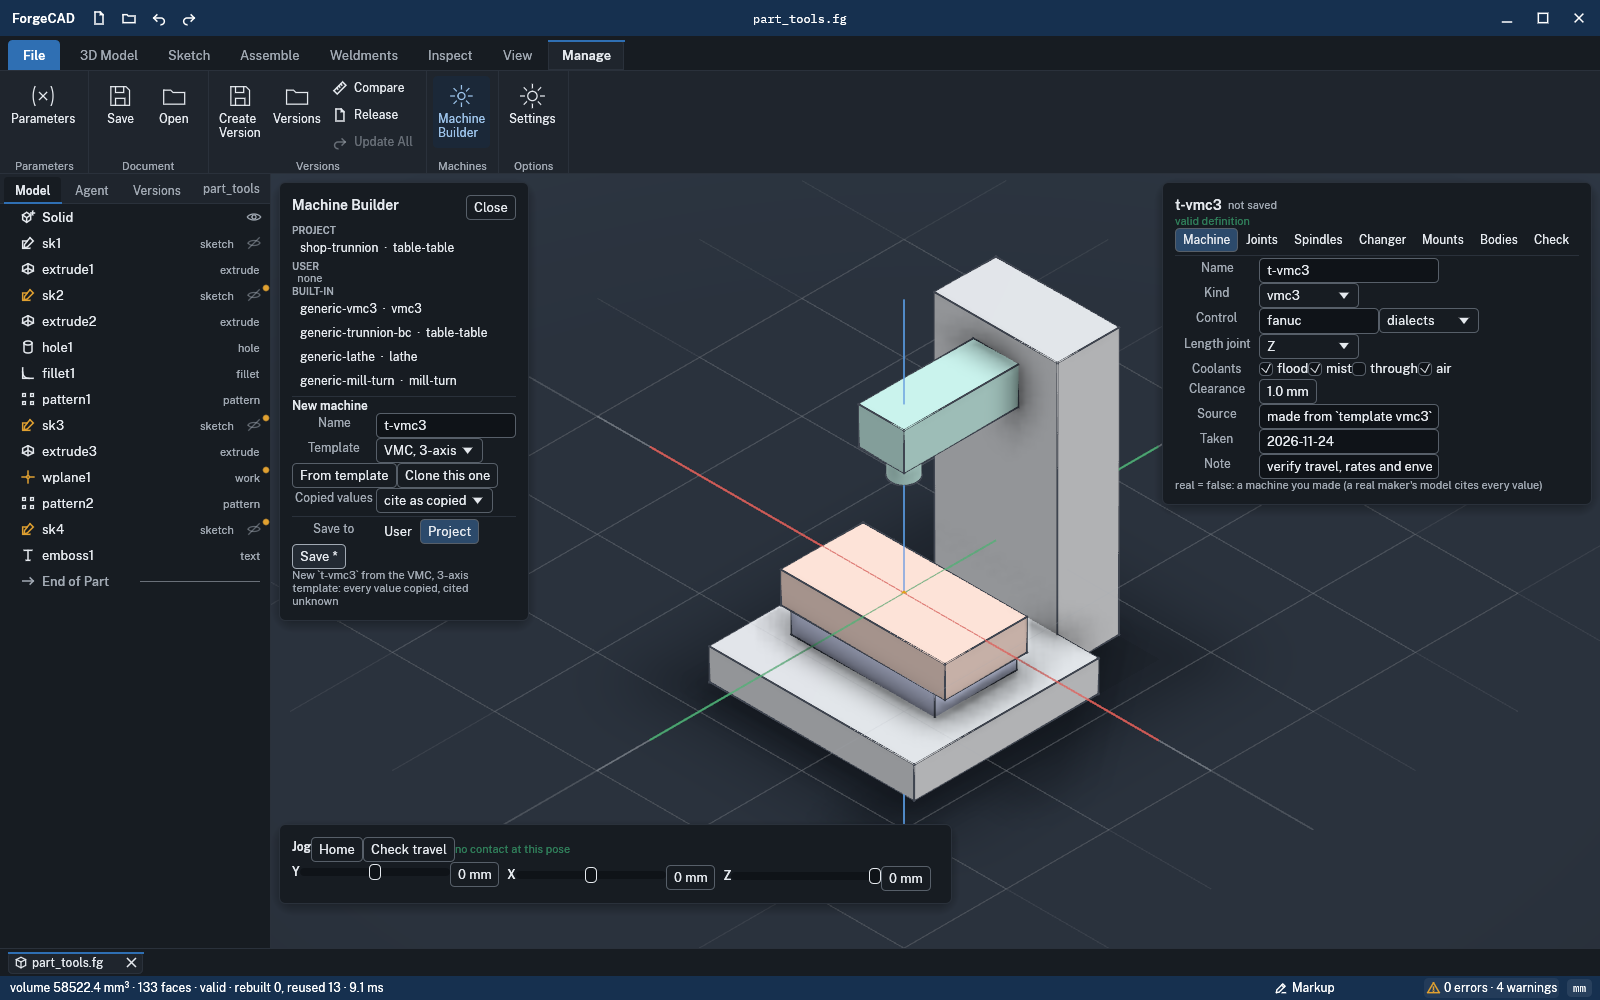 ForgeCAD
part_tools.fg
File 3D Model Sketch Assemble Weldments Inspect View Manage
Parameters
Save
Open
Create Version
Versions
Compare
Release
Update All
Machine Builder
Settings
Parameters Document Versions Machines Options
Model Agent Versions part_tools
Solid
sk1 sketch
extrude1 extrude
sk2 sketch
extrude2 extrude
hole1 hole
fillet1 fillet
pattern1 pattern
sk3 sketch
extrude3 extrude
wplane1 work
pattern2 pattern
sk4 sketch
emboss1 text
End of Part
Machine Builder Close
PROJECT
shop-trunnion · table-table
USER
none
BUILT-IN
generic-vmc3 · vmc3
generic-trunnion-bc · table-table
generic-lathe · lathe
generic-mill-turn · mill-turn
New machine
Name t-vmc3
Template VMC, 3-axis
From template Clone this one
Copied values cite as copied
Save to User Project
Save *
New `t-vmc3` from the VMC, 3-axis
template: every value copied, cited
unknown
t-vmc3 not saved
valid definition
Machine Joints Spindles Changer Mounts Bodies Check
Name t-vmc3
Kind vmc3
Control fanuc dialects
Length joint Z
Coolants flood mist through air
Clearance 1.0 mm
Source made from `template vmc3`
Taken 2026-11-24
Note verify travel, rates and enve
real = false: a machine you made (a real maker's model cites every value)
Jog Home Check travel no contact at this pose
Y 0 mm X 0 mm Z 0 mm
part_tools.fg
volume 58522.4 mm³ · 133 faces · valid · rebuilt 0, reused 13 · 9.1 ms
Markup
0 errors · 4 warnings mm